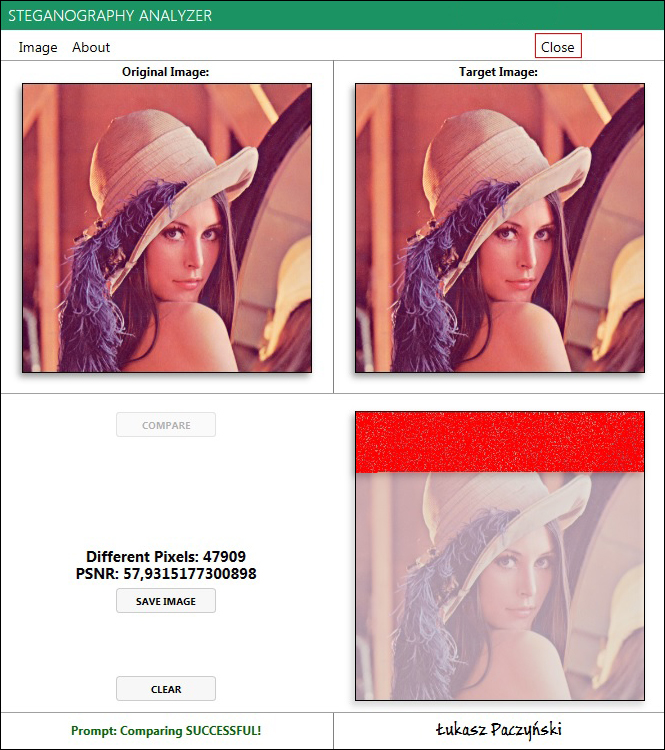 STEGANOGRAPHY ANALYZER
Image About Close
Original Image: Target Image:
COMPARE
Different Pixels: 47909
PSNR: 57,9315177300898
SAVE IMAGE
CLEAR
Prompt: Comparing SUCCESSFUL! Łukasz Paczyński